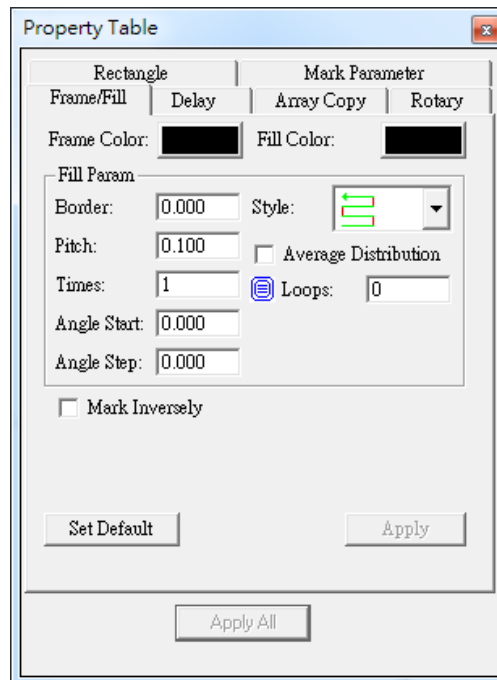 Property Table
Rectangle Mark Parameter
Frame/Fill Delay Array Copy Rotary
Frame Color: Fill Color:
Fill Param
Border: 0.000 Style:
Pitch: 0.100 Average Distribution
Times: 1 Loops: 0
Angle Start: 0.000
Angle Step: 0.000
Mark Inversely
Set Default Apply
Apply All